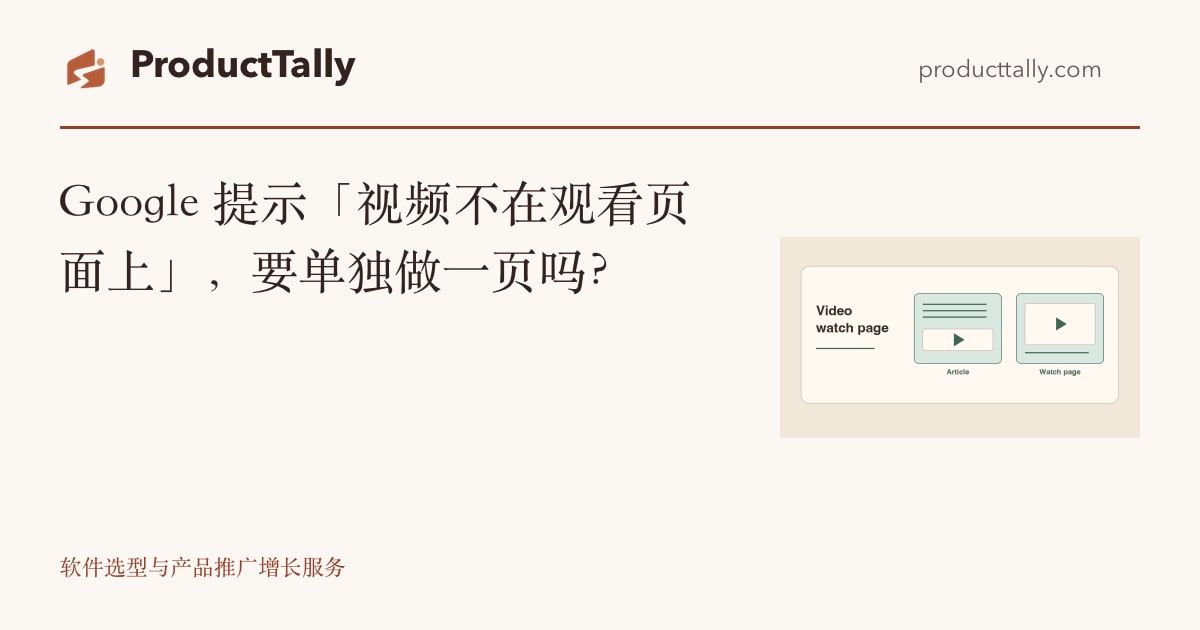 ProductTally
producttally.com
Google 提示「视频不在观看页
面上」,要单独做一页吗?
Video
watch page
Article
Watch page
软件选型与产品推广增长服务